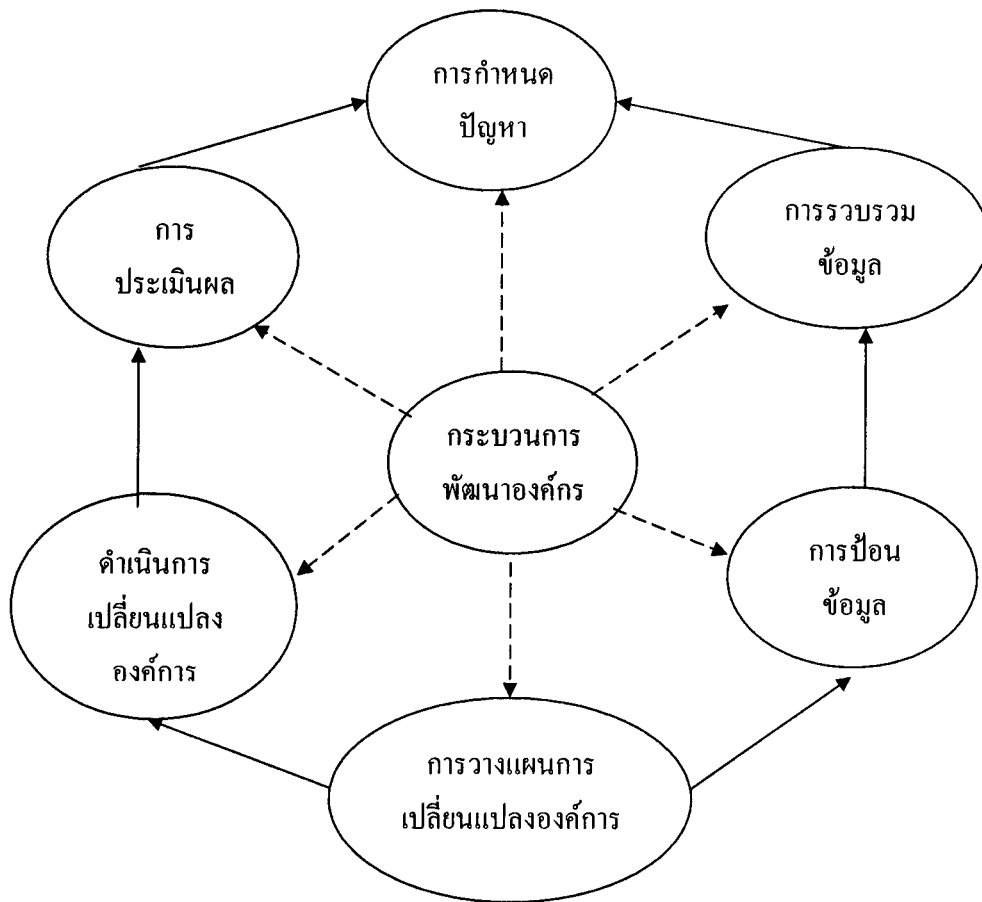 การกำหนด
ปัญหา
การรวบรวม
ข้อมูล
การ
ประเมินผล
กระบวนการ
พัฒนาองค์กร
การป้อน
ข้อมูล
ดำเนินการ
เปลี่ยนแปลง
องค์การ
การวางแผนการ
เปลี่ยนแปลงองค์การ